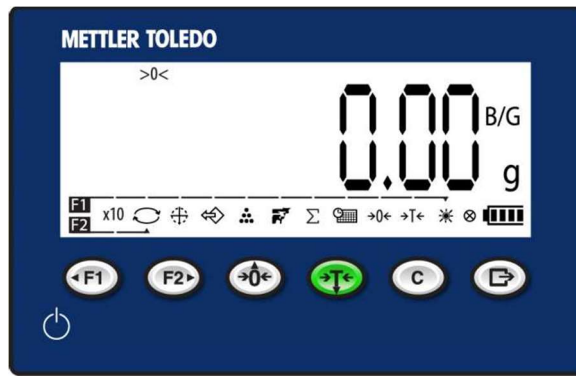 METTLER TOLEDO
>0<
0.00 B/G
g
F1
F2
x10 Σ →0← →T←
F1 F2 →0← →T← C